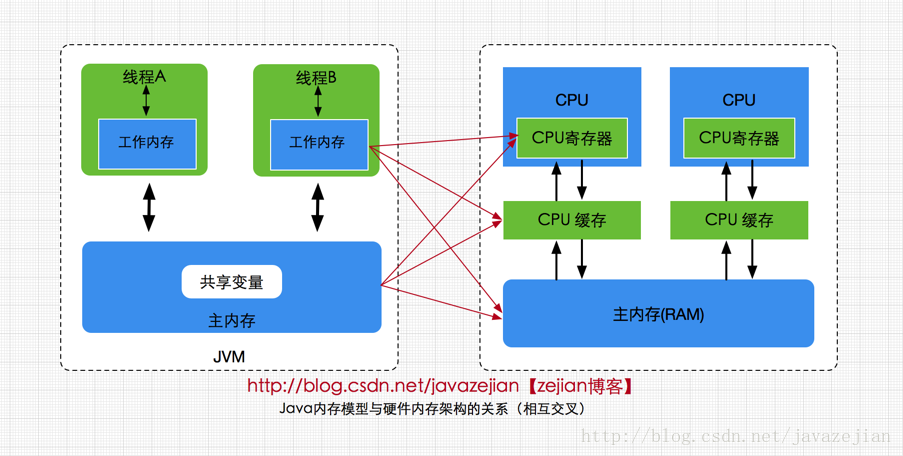 线程A
工作内存
线程B
工作内存
共享变量
主内存
JVM
CPU
CPU寄存器
CPU 缓存
CPU
CPU寄存器
CPU 缓存
主内存(RAM)
http://blog.csdn.net/javazejian【zejian博客】
Java内存模型与硬件内存架构的关系（相互交叉）
http://blog.csdn.net/javazejian